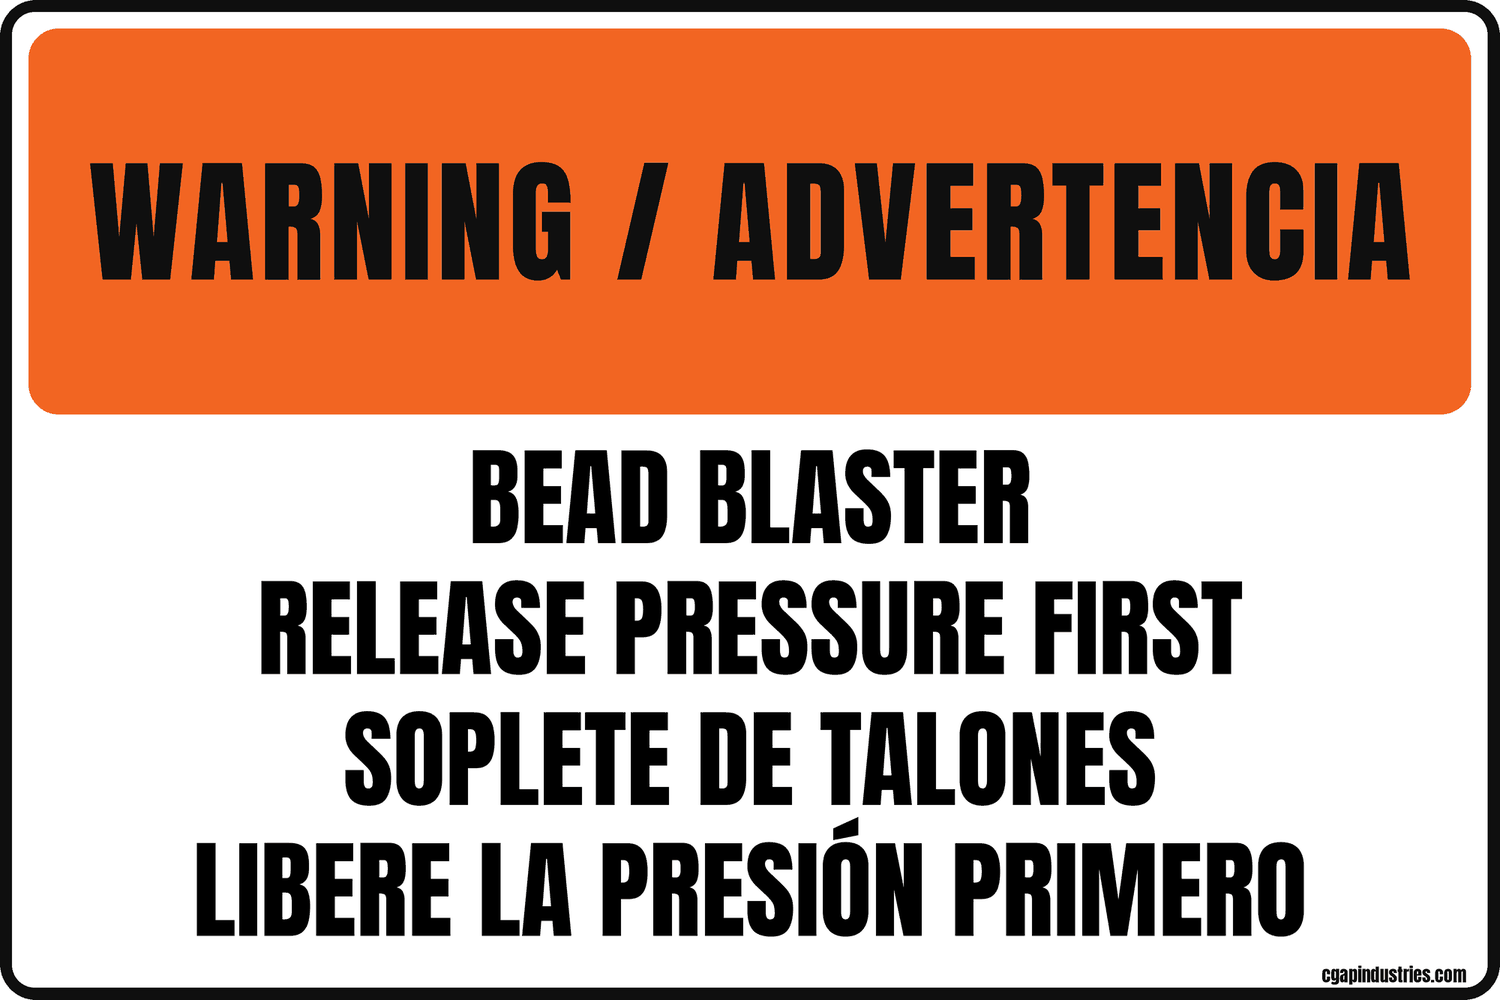 WARNING / ADVERTENCIA
BEAD BLASTER
RELEASE PRESSURE FIRST
SOPLETE DE TALONES
LIBERE LA PRESIÓN PRIMERO
cgapindustries.com